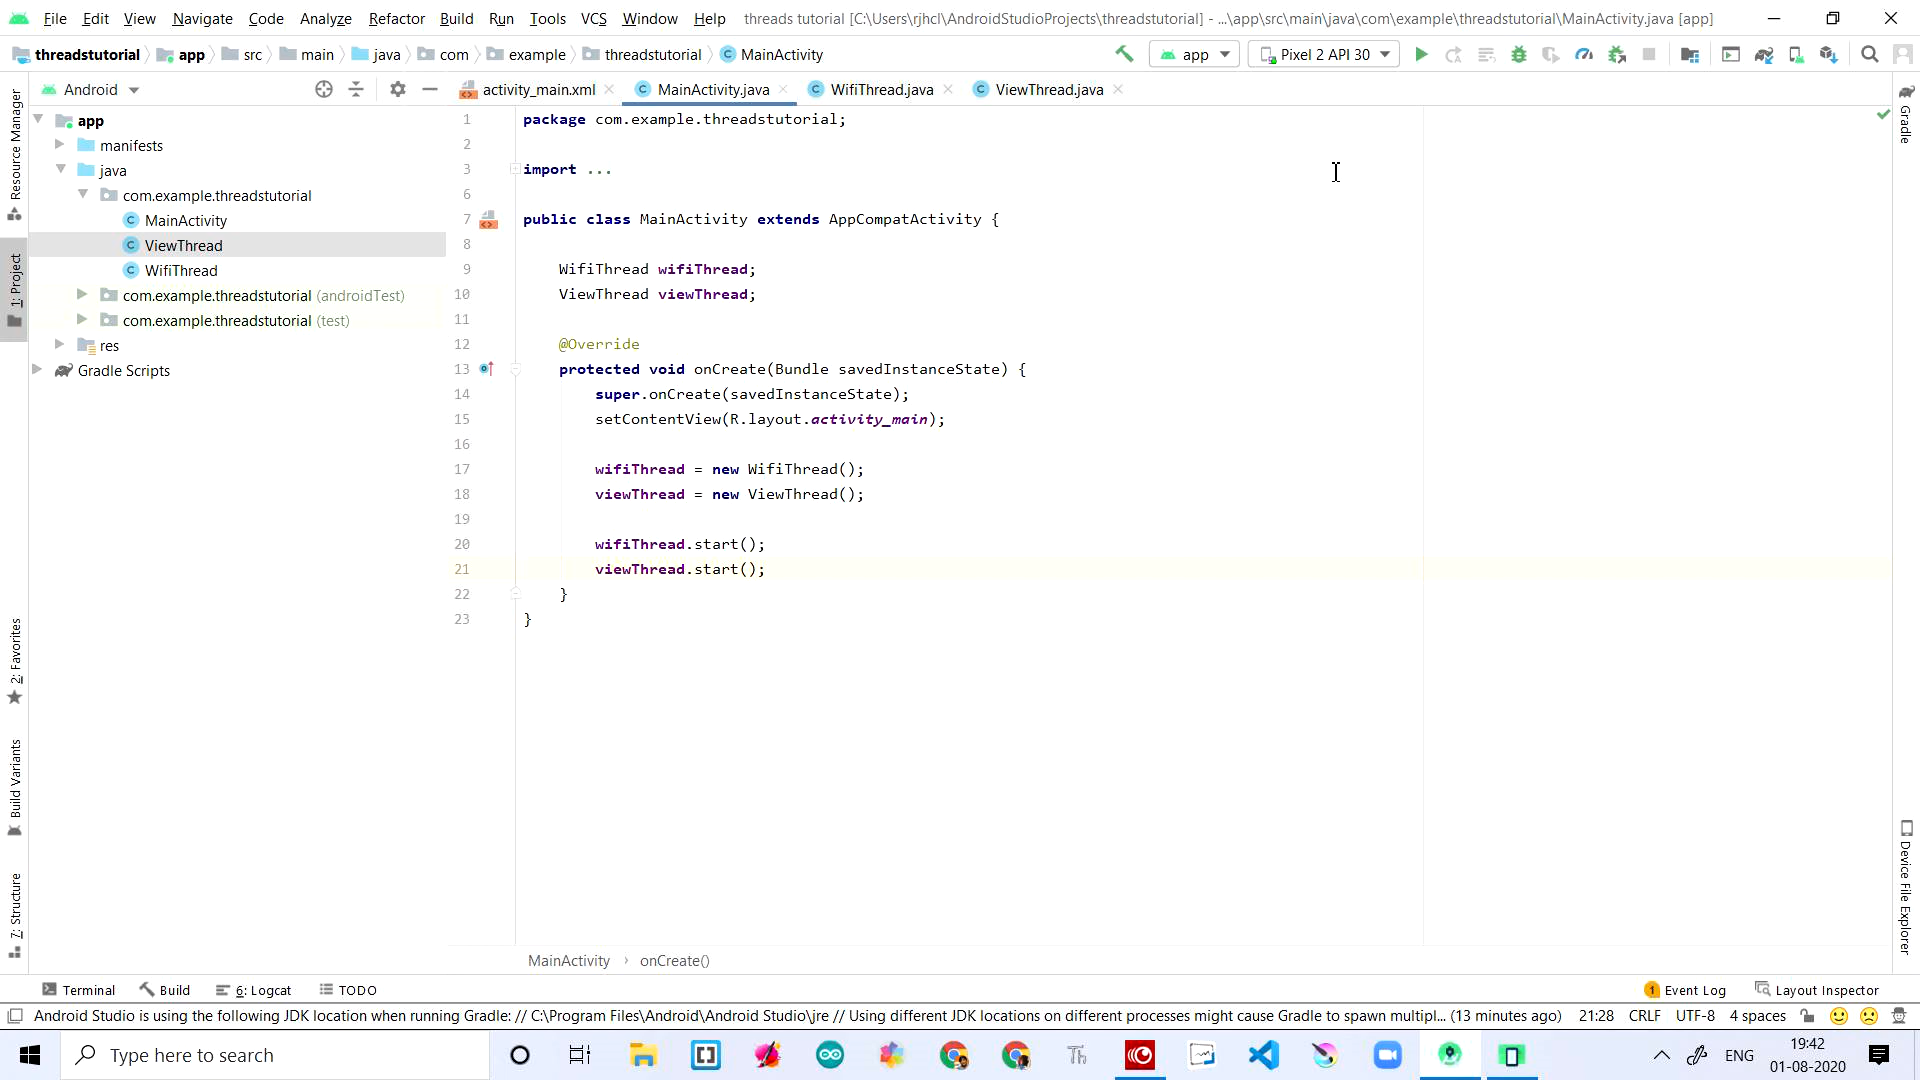 File Edit View Navigate Code Analyze Refactor Build Run Tools VCS Window Help threads tutorial [C:\Users\rjhcl\AndroidStudioProjects\threadstutorial] - ...\app\src\main\java\com\example\threadstutorial\MainActivity.java [app]
threadstutorial app src main java com example threadstutorial MainActivity app Pixel 2 API 30
Android activity_main.xml MainActivity.java WifiThread.java ViewThread.java
Resource Manager
1: Project
2: Favorites
Build Variants
7: Structure
app
manifests
java
com.example.threadstutorial
MainActivity
ViewThread
WifiThread
com.example.threadstutorial (androidTest)
com.example.threadstutorial (test)
res
Gradle Scripts
1 package com.example.threadstutorial;
2
3 import ...
6
7 public class MainActivity extends AppCompatActivity {
8
9 WifiThread wifiThread;
10 ViewThread viewThread;
11
12 @Override
13 protected void onCreate(Bundle savedInstanceState) {
14 super.onCreate(savedInstanceState);
15 setContentView(R.layout.activity_main);
16
17 wifiThread = new WifiThread();
18 viewThread = new ViewThread();
19
20 wifiThread.start();
21 viewThread.start();
22 }
23 }
Gradle
Device File Explorer
MainActivity › onCreate()
Terminal Build 6: Logcat TODO 1 Event Log Layout Inspector
Android Studio is using the following JDK location when running Gradle: // C:\Program Files\Android\Android Studio\jre // Using different JDK locations on different processes might cause Gradle to spawn multipl... (13 minutes ago) 21:28 CRLF UTF-8 4 spaces
Type here to search Th ENG 19:42
01-08-2020